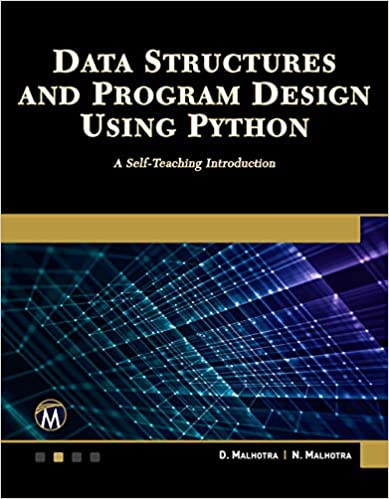 DATA STRUCTURES
AND PROGRAM DESIGN
USING PYTHON
A Self-Teaching Introduction
M
D. MALHOTRA | N. MALHOTRA